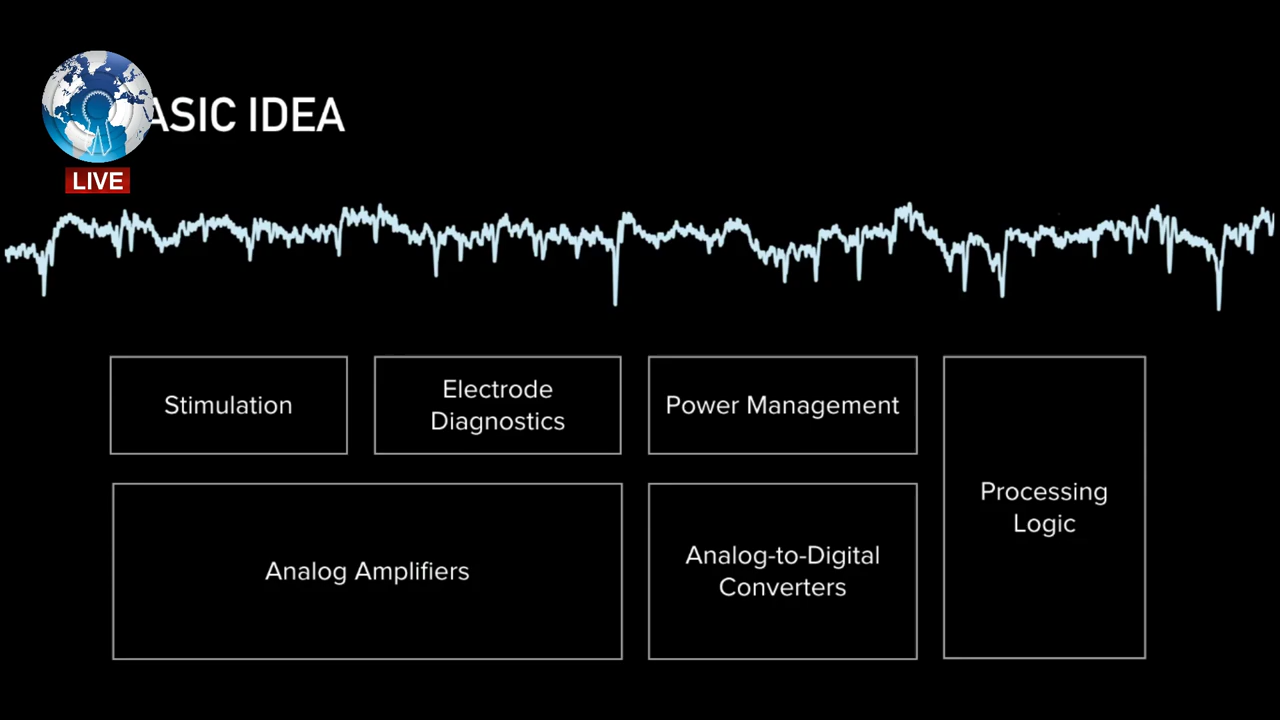 ASIC IDEA
LIVE
Stimulation
Electrode
Diagnostics
Power Management
Processing
Logic
Analog Amplifiers
Analog-to-Digital
Converters